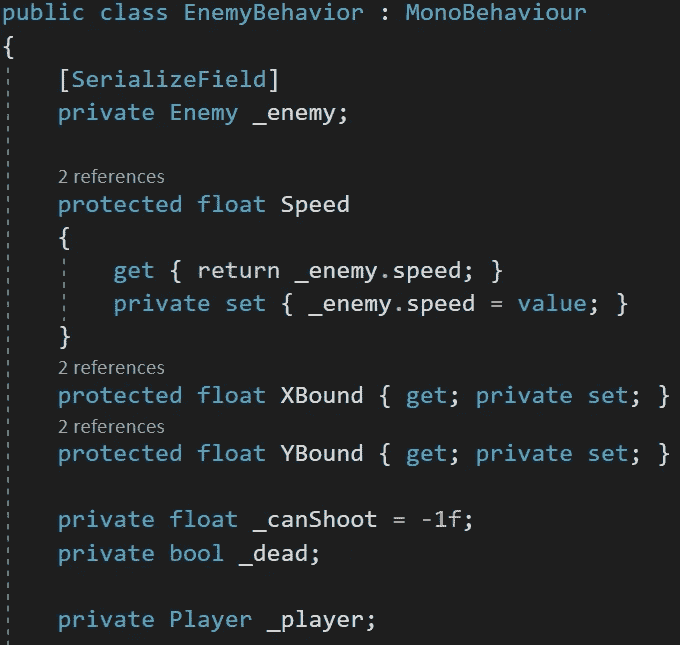 public class EnemyBehavior : MonoBehaviour
{
[SerializeField]
private Enemy _enemy;
2 references
protected float Speed
{
get { return _enemy.speed; }
private set { _enemy.speed = value; }
}
2 references
protected float XBound { get; private set; }
2 references
protected float YBound { get; private set; }
private float _canShoot = -1f;
private bool _dead;
private Player _player;